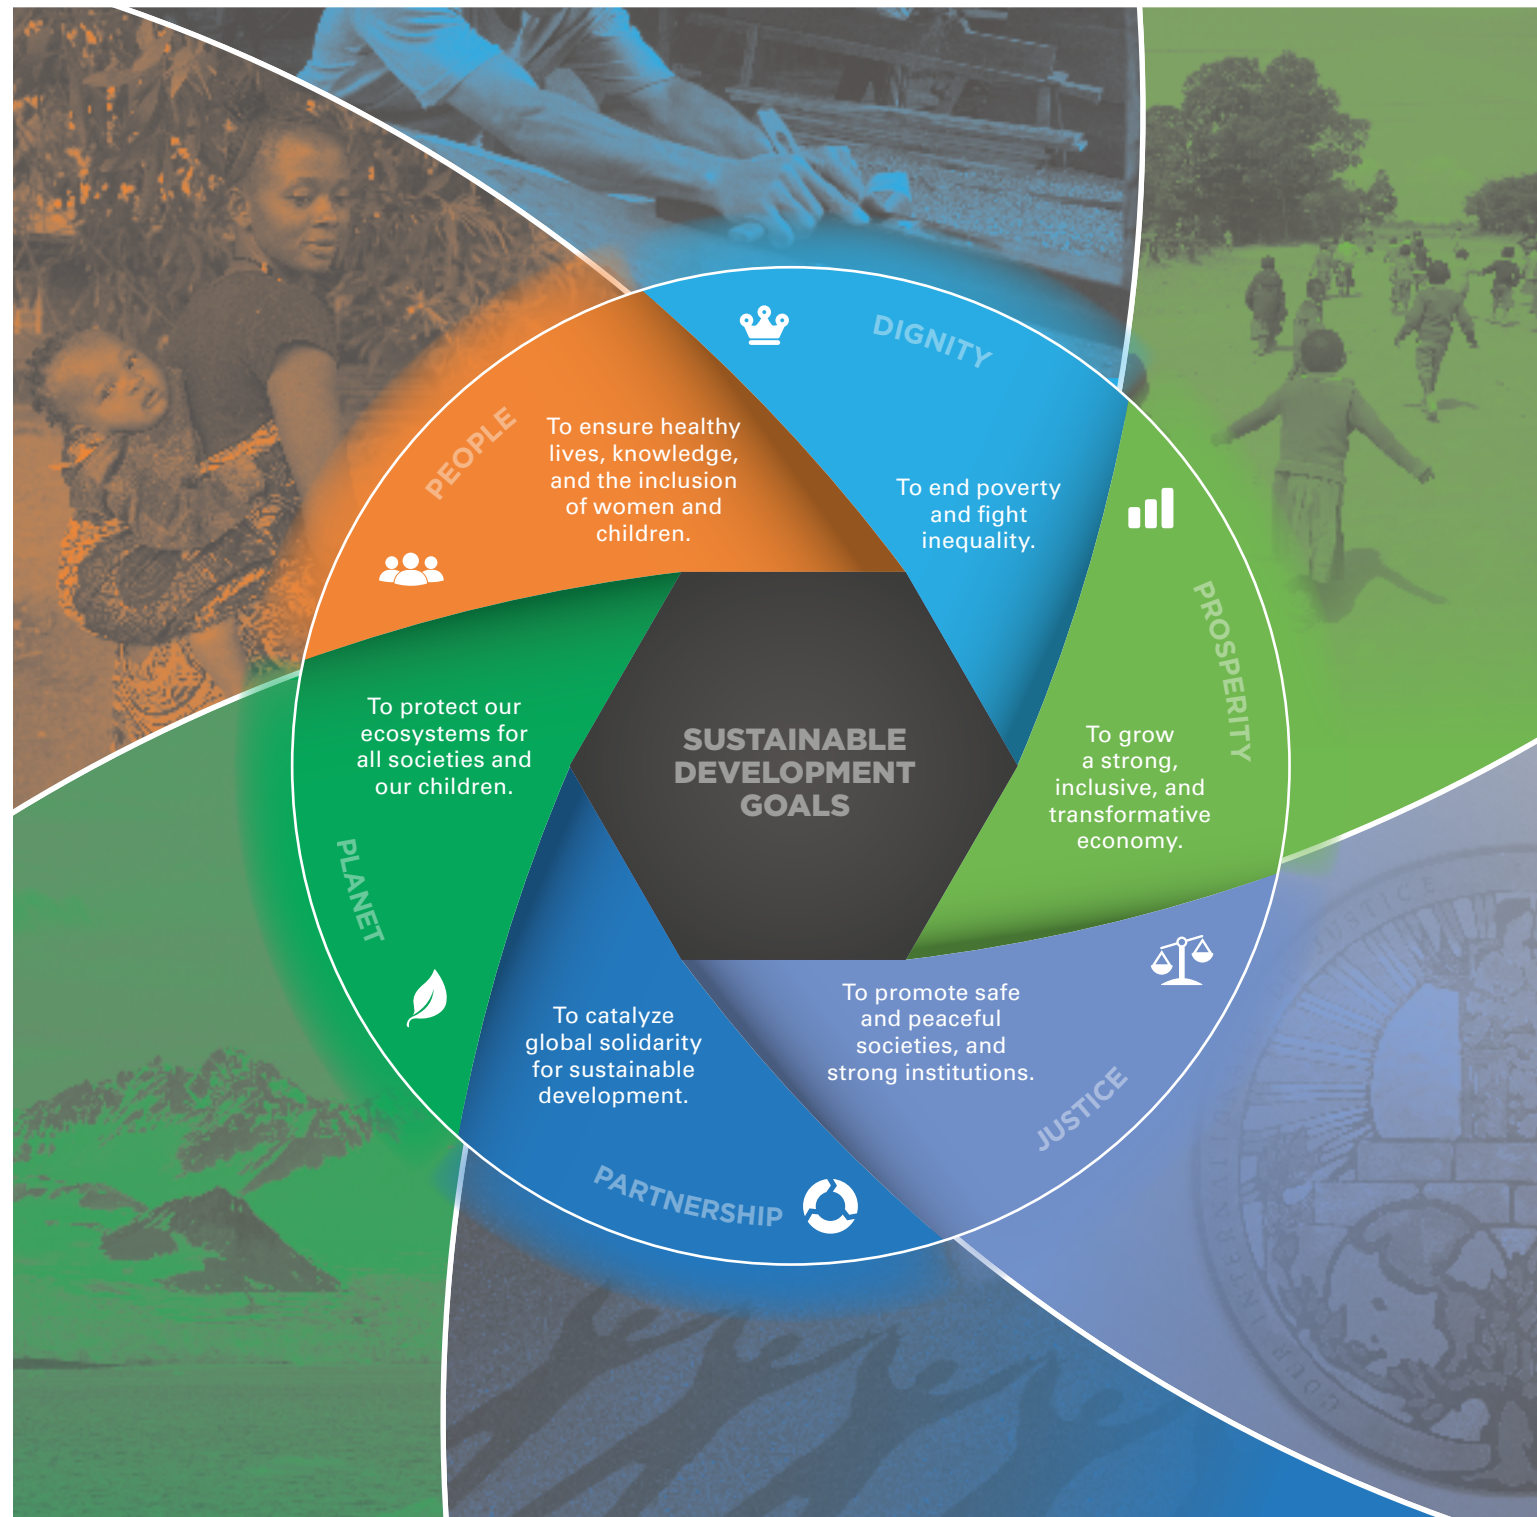 DIGNITY
To end poverty
and fight
inequality.
PROSPERITY
To grow
a strong,
inclusive, and
transformative
economy.
JUSTICE
To promote safe
and peaceful
societies, and
strong institutions.
PARTNERSHIP
To catalyze
global solidarity
for sustainable
development.
PLANET
To protect our
ecosystems for
all societies and
our children.
PEOPLE
To ensure healthy
lives, knowledge,
and the inclusion
of women and
children.
SUSTAINABLE
DEVELOPMENT
GOALS